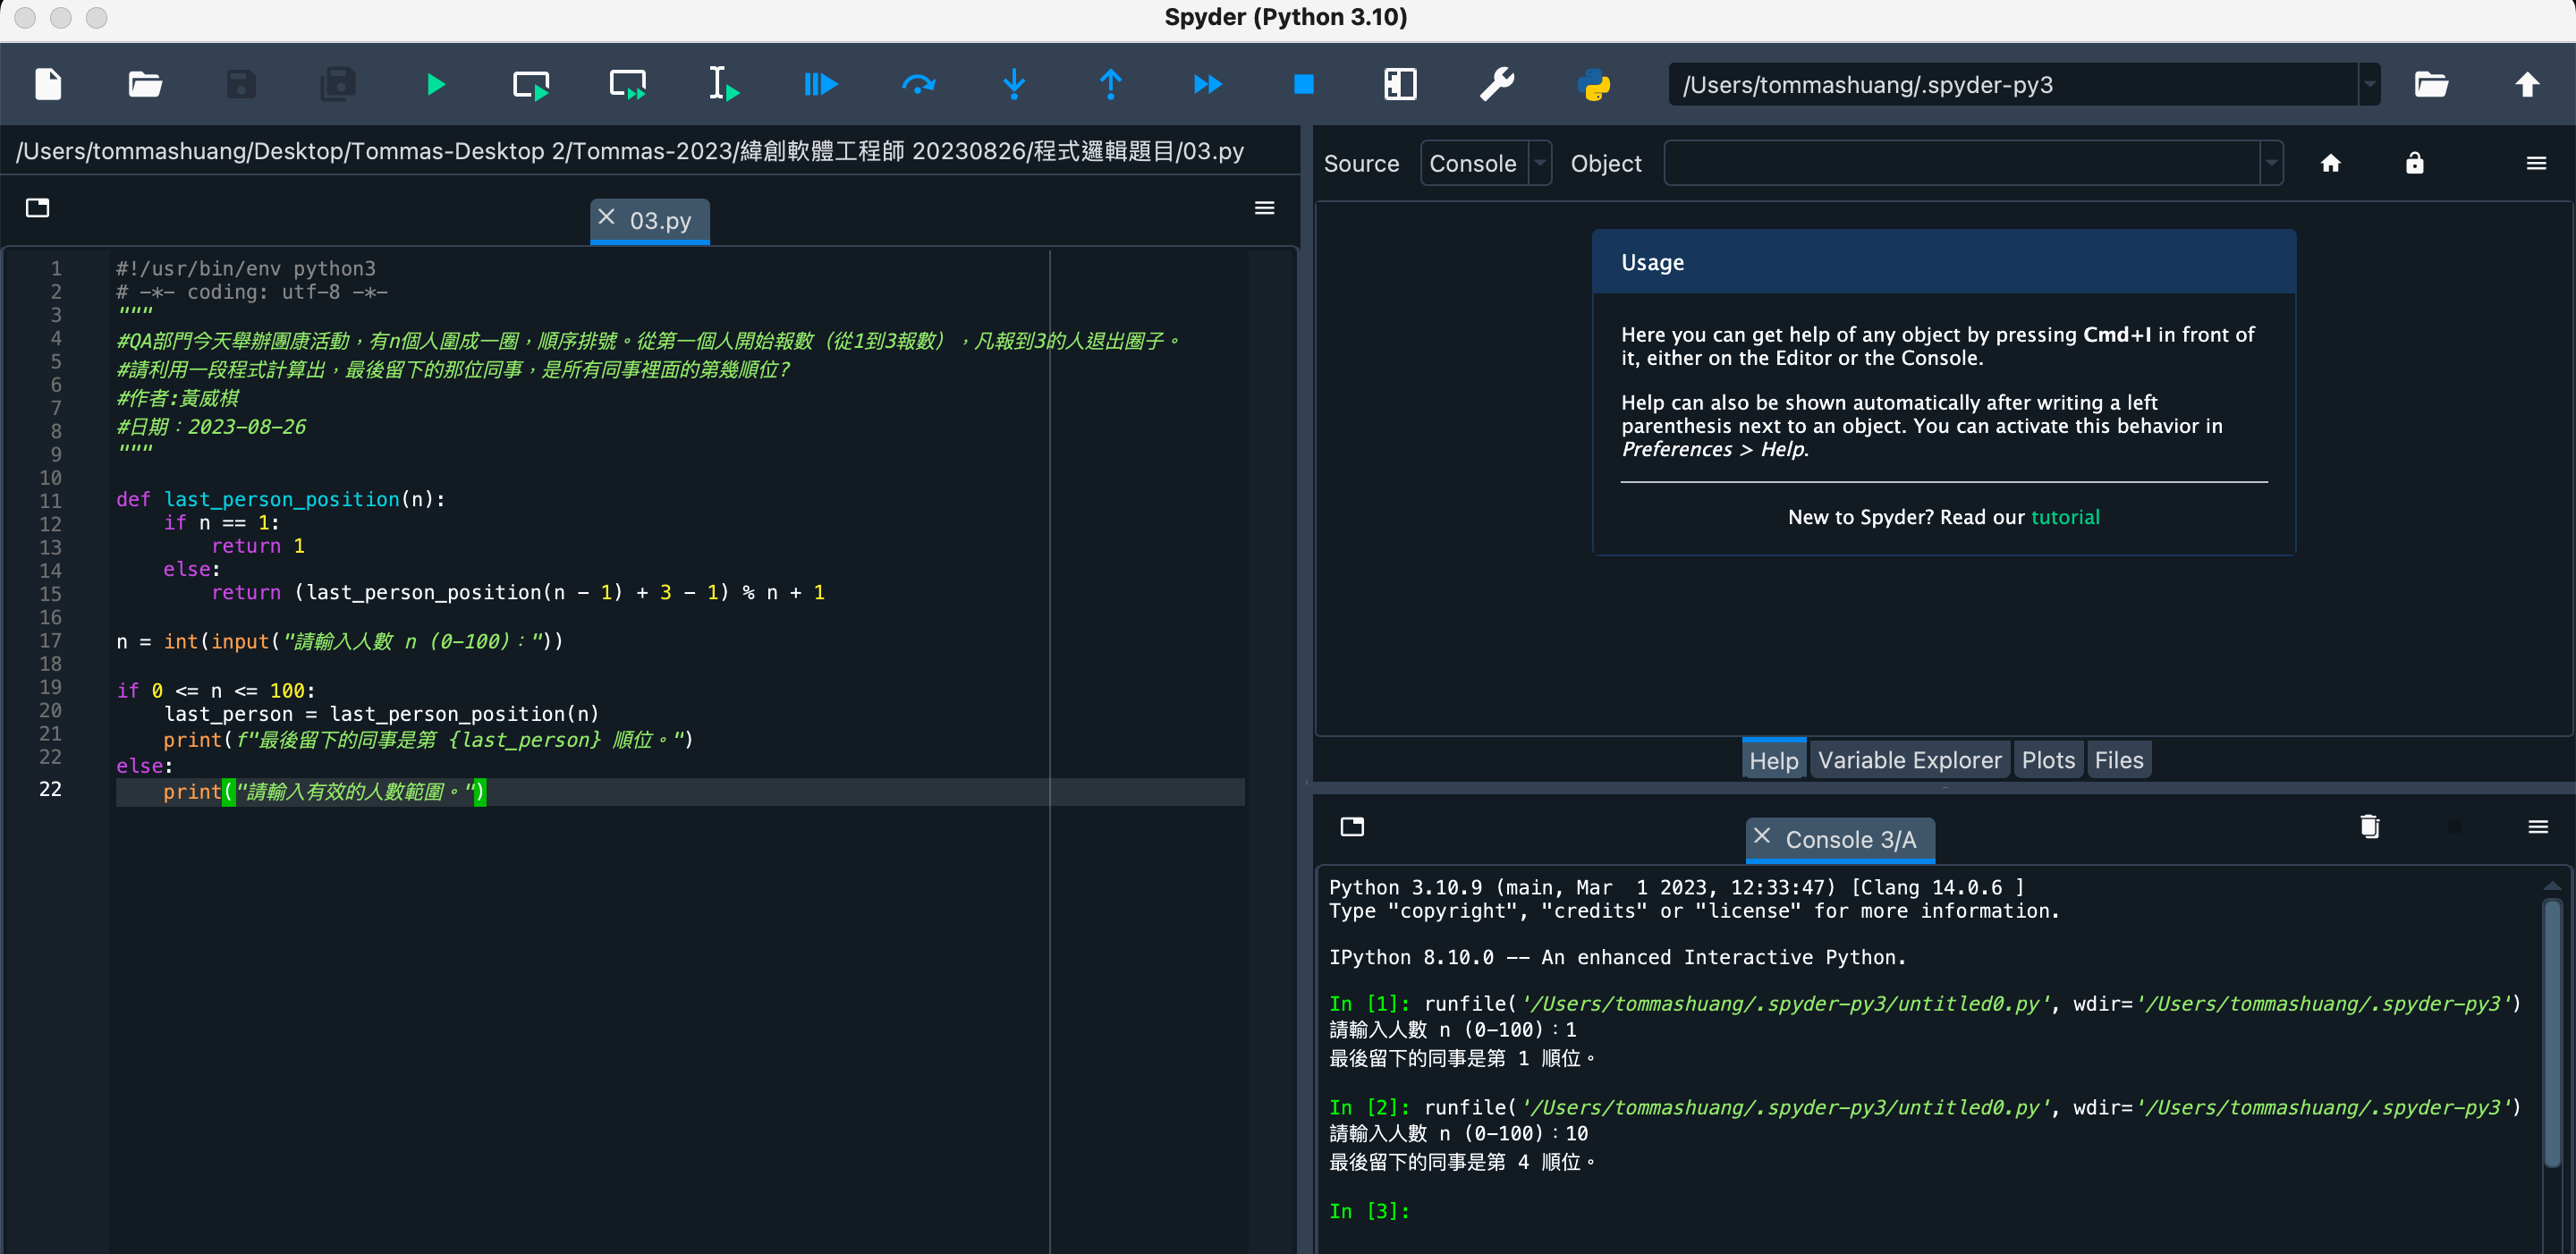 Spyder (Python 3.10)
/Users/tommashuang/.spyder-py3
/Users/tommashuang/Desktop/Tommas-Desktop 2/Tommas-2023/緯創軟體工程師 20230826/程式邏輯題目/03.py
03.py
1 #!/usr/bin/env python3
2 # -*- coding: utf-8 -*-
3 """
4 #QA部門今天舉辦團康活動，有n個人圍成一圈，順序排號。從第一個人開始報數（從1到3報數），凡報到3的人退出圈子。
5 #請利用一段程式計算出，最後留下的那位同事，是所有同事裡面的第幾順位?
6 #作者:黃威棋
7
8 #日期：2023-08-26
9 """
10
11 def last_person_position(n):
12     if n == 1:
13         return 1
14     else:
15         return (last_person_position(n - 1) + 3 - 1) % n + 1
16
17 n = int(input("請輸入人數 n (0-100)："))
18
19 if 0 <= n <= 100:
20     last_person = last_person_position(n)
21     print(f"最後留下的同事是第 {last_person} 順位。")
22 else:
22     print("請輸入有效的人數範圍。")
Source Console Object
Usage
Here you can get help of any object by pressing Cmd+I in front of
it, either on the Editor or the Console.
Help can also be shown automatically after writing a left
parenthesis next to an object. You can activate this behavior in
Preferences > Help.
New to Spyder? Read our tutorial
Help Variable Explorer Plots Files
Console 3/A
Python 3.10.9 (main, Mar  1 2023, 12:33:47) [Clang 14.0.6 ]
Type "copyright", "credits" or "license" for more information.
IPython 8.10.0 -- An enhanced Interactive Python.
In [1]: runfile('/Users/tommashuang/.spyder-py3/untitled0.py', wdir='/Users/tommashuang/.spyder-py3')
請輸入人數 n (0-100)：1
最後留下的同事是第 1 順位。
In [2]: runfile('/Users/tommashuang/.spyder-py3/untitled0.py', wdir='/Users/tommashuang/.spyder-py3')
請輸入人數 n (0-100)：10
最後留下的同事是第 4 順位。
In [3]: